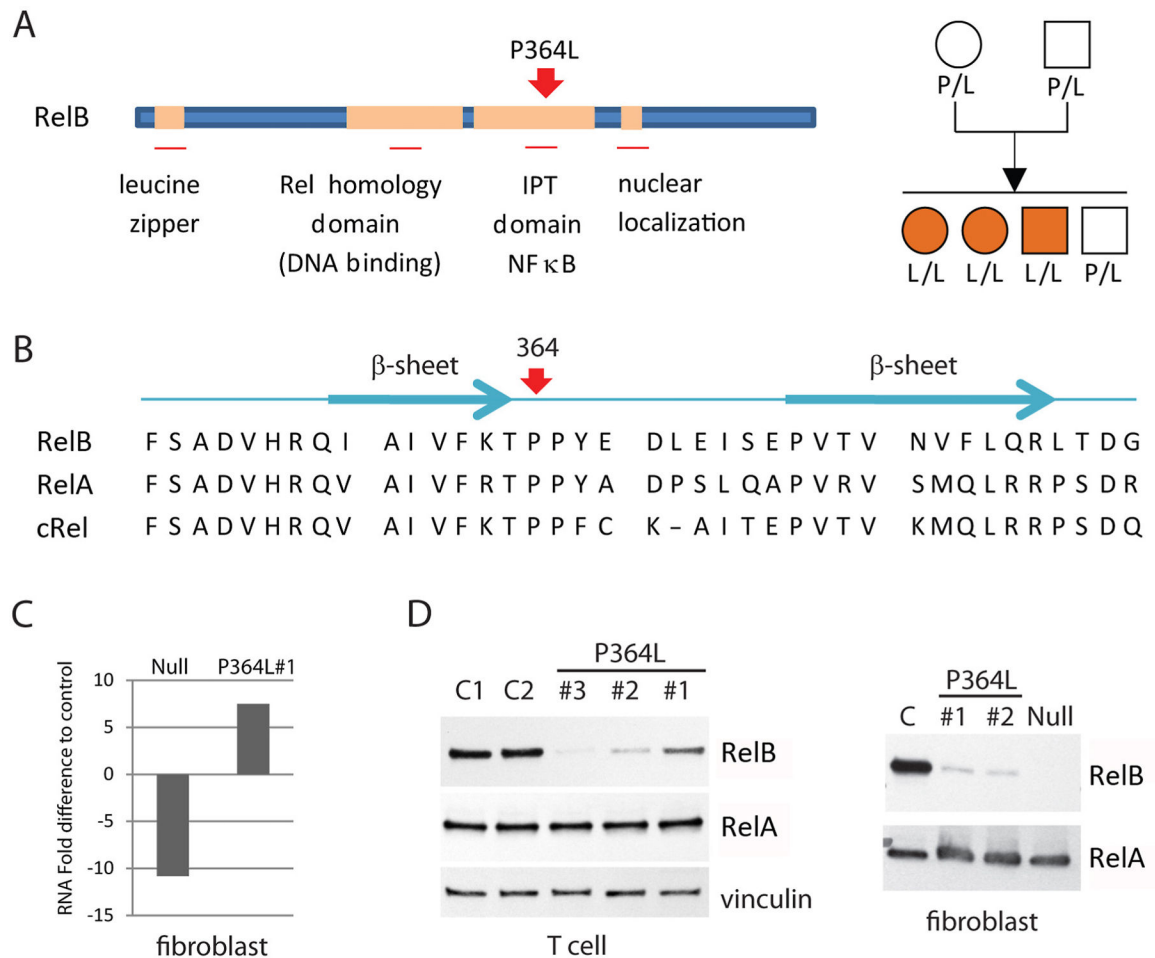 A
P364L
RelB
leucine zipper
Rel homology domain (DNA binding)
IPT domain NFκB
nuclear localization
P/L P/L
L/L L/L L/L P/L
B
364
β-sheet β-sheet
RelB F S A D V H R Q I A I V F K T P P Y E D L E I S E P V T V N V F L Q R L T D G
RelA F S A D V H R Q V A I V F R T P P Y A D P S L Q A P V R V S M Q L R R P S D R
cRel F S A D V H R Q V A I V F K T P P F C K – A I T E P V T V K M Q L R R P S D Q
C
Null P364L#1
RNA Fold difference to control
10
5
0
-5
-10
-15
fibroblast
D
P364L
C1 C2 #3 #2 #1
RelB
RelA
vinculin
T cell
P364L
C #1 #2 Null
RelB
RelA
fibroblast